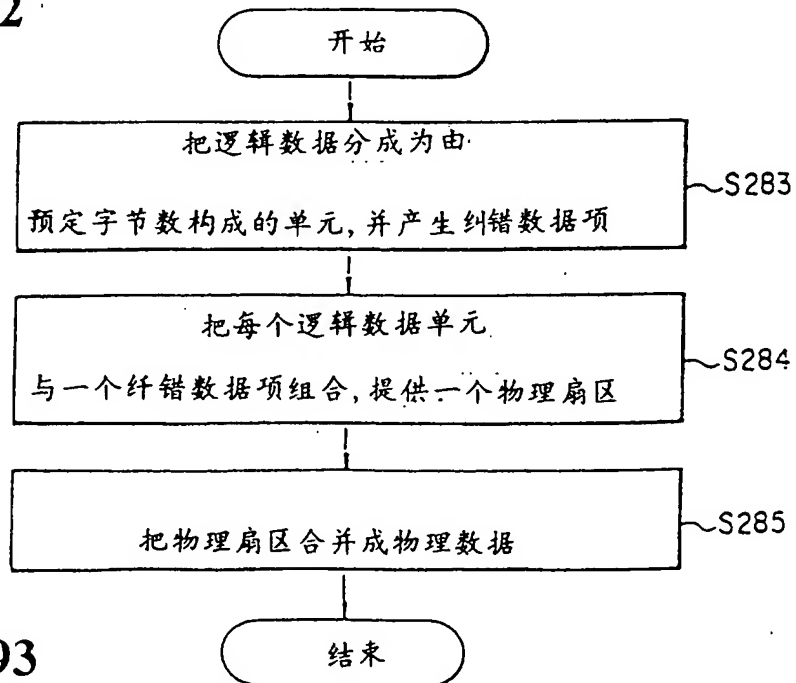 2
开始
把逻辑数据分成为由
预定字节数构成的单元,并产生纠错数据项
S283
把每个逻辑数据单元
与一个纤错数据项组合,提供一个物理扇区
S284
把物理扇区合并成物理数据
S285
结束
93